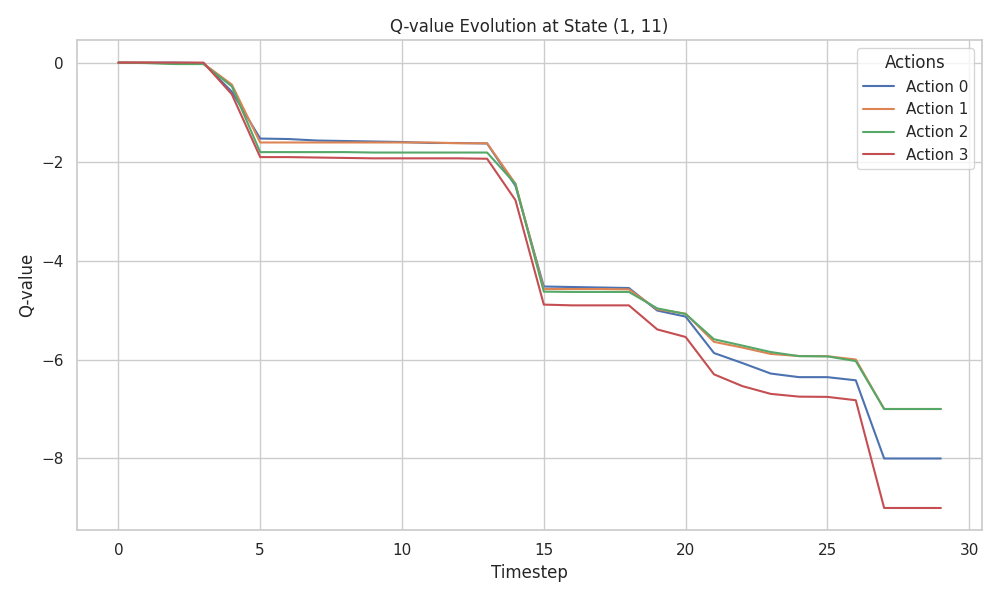 Q-value Evolution at State (1, 11)
Actions
Action 0
Action 1
Action 2
Action 3
Q-value
0
−2
−4
−6
−8
0 5 10 15 20 25 30
Timestep